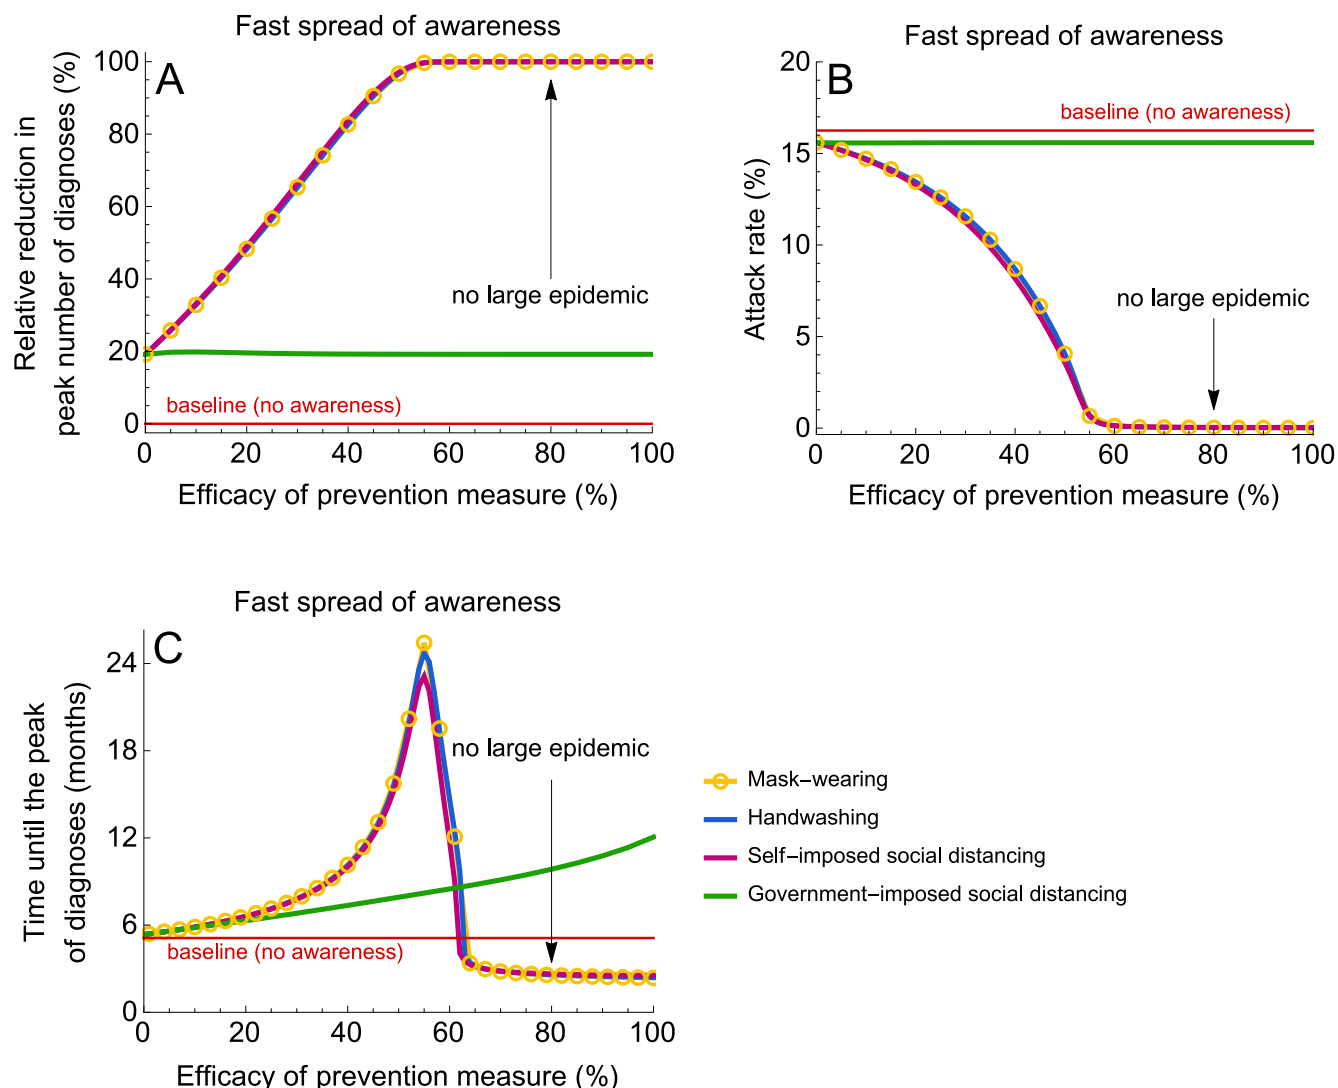 Fast spread of awareness
A
Relative reduction in
peak number of diagnoses (%)
100
80
60
40
20
0
no large epidemic
baseline (no awareness)
0 20 40 60 80 100
Efficacy of prevention measure (%)
Fast spread of awareness
B
Attack rate (%)
20
15
10
5
0
baseline (no awareness)
no large epidemic
0 20 40 60 80 100
Efficacy of prevention measure (%)
Fast spread of awareness
C
Time until the peak
of diagnoses (months)
24
18
12
6
0
no large epidemic
baseline (no awareness)
0 20 40 60 80 100
Efficacy of prevention measure (%)
Mask–wearing
Handwashing
Self–imposed social distancing
Government–imposed social distancing